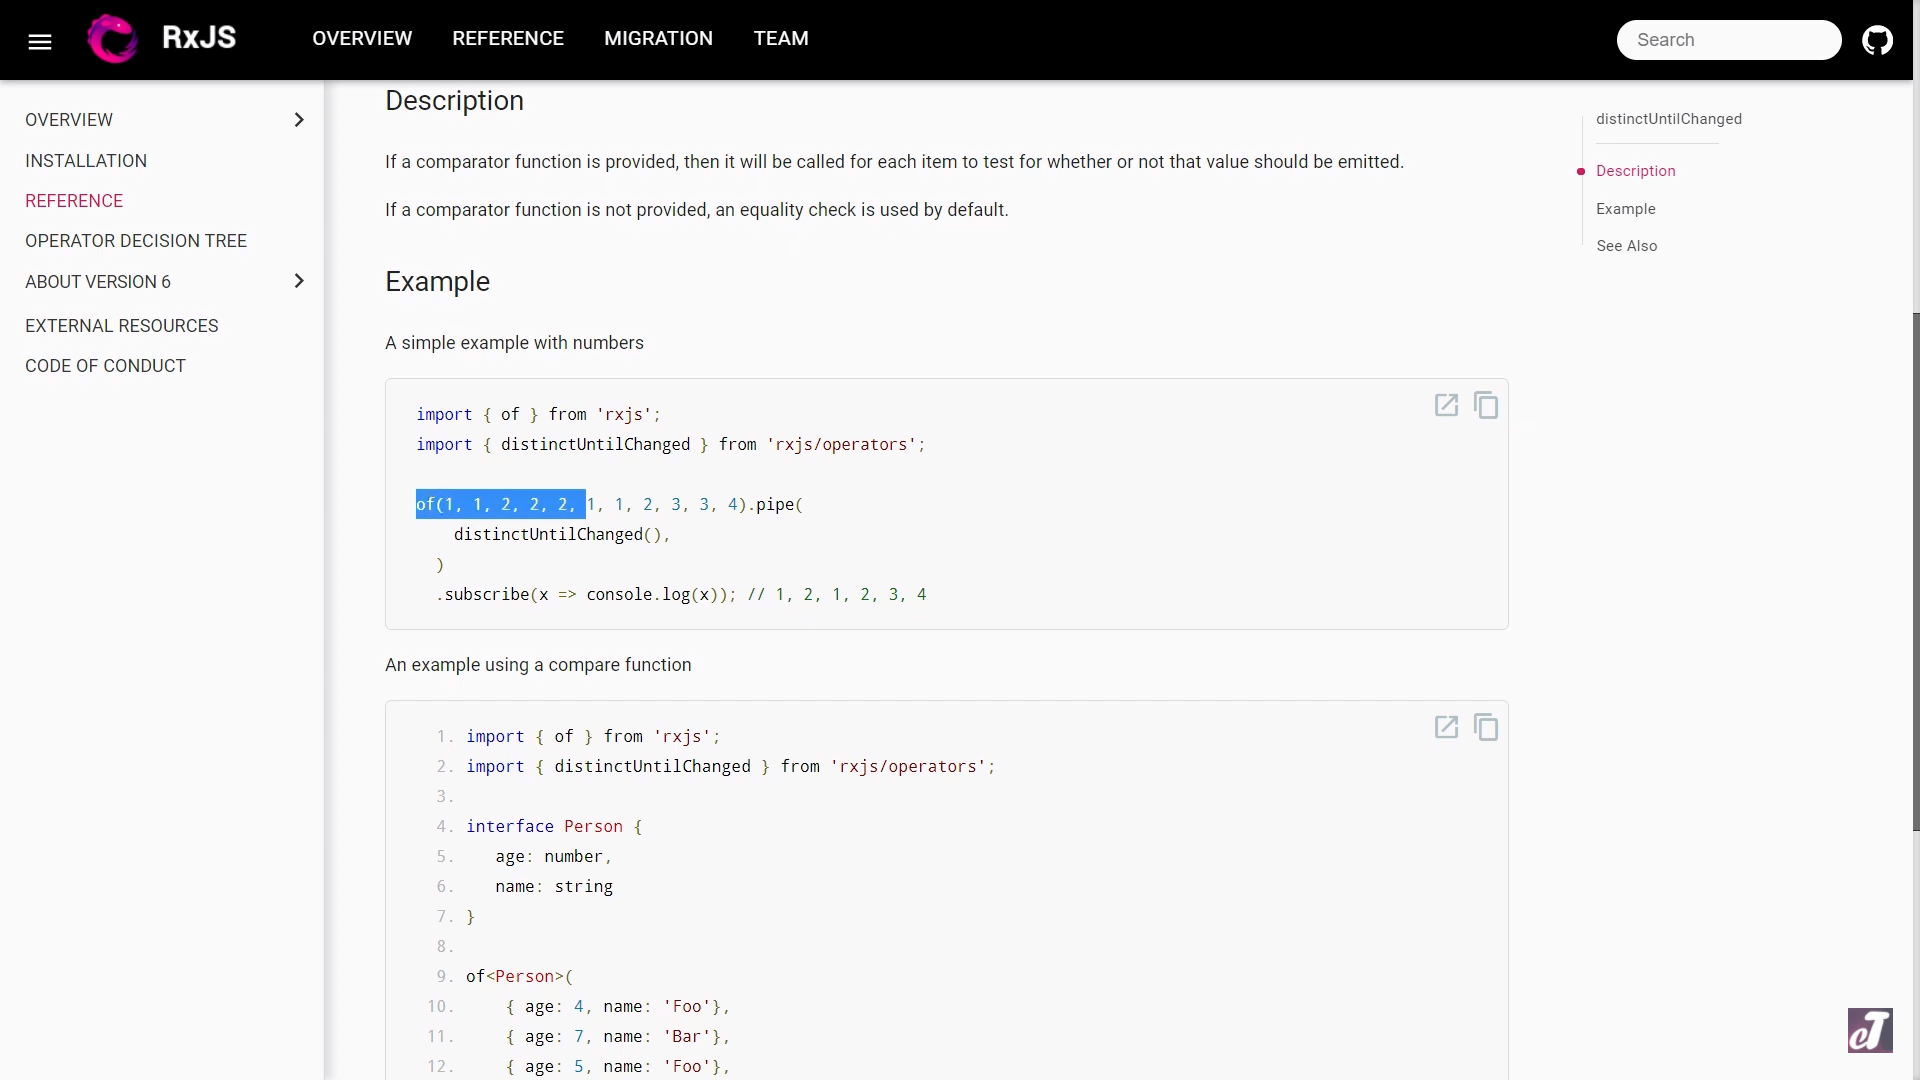 RxJS
OVERVIEW
REFERENCE
MIGRATION
TEAM
Search
OVERVIEW
INSTALLATION
REFERENCE
OPERATOR DECISION TREE
ABOUT VERSION 6
EXTERNAL RESOURCES
CODE OF CONDUCT
Description
If a comparator function is provided, then it will be called for each item to test for whether or not that value should be emitted.
If a comparator function is not provided, an equality check is used by default.
Example
A simple example with numbers
import { of } from 'rxjs';
import { distinctUntilChanged } from 'rxjs/operators';
of(1, 1, 2, 2, 2, 1, 1, 2, 3, 3, 4).pipe(
distinctUntilChanged(),
)
.subscribe(x => console.log(x)); // 1, 2, 1, 2, 3, 4
An example using a compare function
1. import { of } from 'rxjs';
2. import { distinctUntilChanged } from 'rxjs/operators';
3.
4. interface Person {
5. age: number,
6. name: string
7. }
8.
9. of<Person>(
10. { age: 4, name: 'Foo'},
11. { age: 7, name: 'Bar'},
12. { age: 5, name: 'Foo'},
distinctUntilChanged
Description
Example
See Also
eT